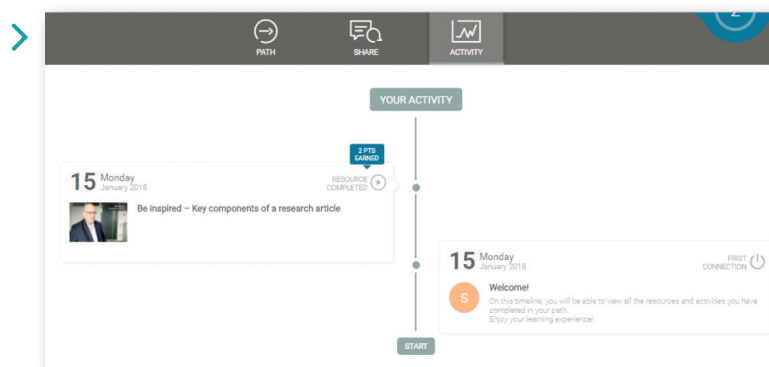 2
PATH
SHARE
ACTIVITY
YOUR ACTIVITY
2 PTS
EARNED
15 Monday
January 2018
RESOURCE
COMPLETED
Be inspired – Key components of a research article
15 Monday
January 2018
FIRST
CONNECTION
S
Welcome!
On this timeline, you will be able to view all the resources and activities you have
completed in your path.
Enjoy your learning experience!
START